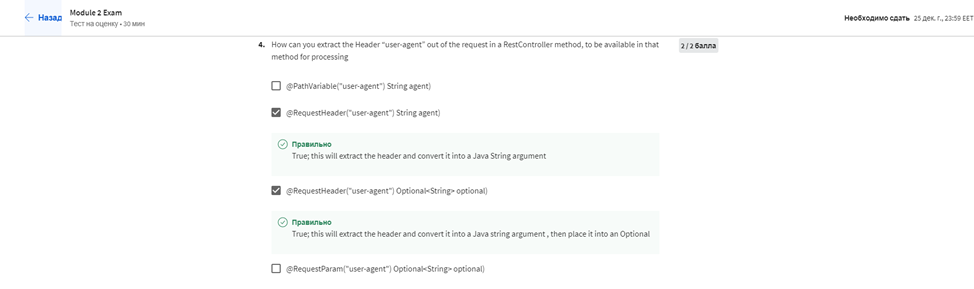 Назад
Module 2 Exam
Тест на оценку • 30 мин
Необходимо сдать 25 дек. г., 23:59 EET
4. How can you extract the Header "user-agent" out of the request in a RestController method, to be available in that
method for processing
2 / 2 балла
@PathVariable("user-agent") String agent)
@RequestHeader("user-agent") String agent)
Правильно
True; this will extract the header and convert it into a Java String argument
@RequestHeader("user-agent") Optional<String> optional)
Правильно
True; this will extract the header and convert it into a Java string argument , then place it into an Optional
@RequestParam("user-agent") Optional<String> optional)